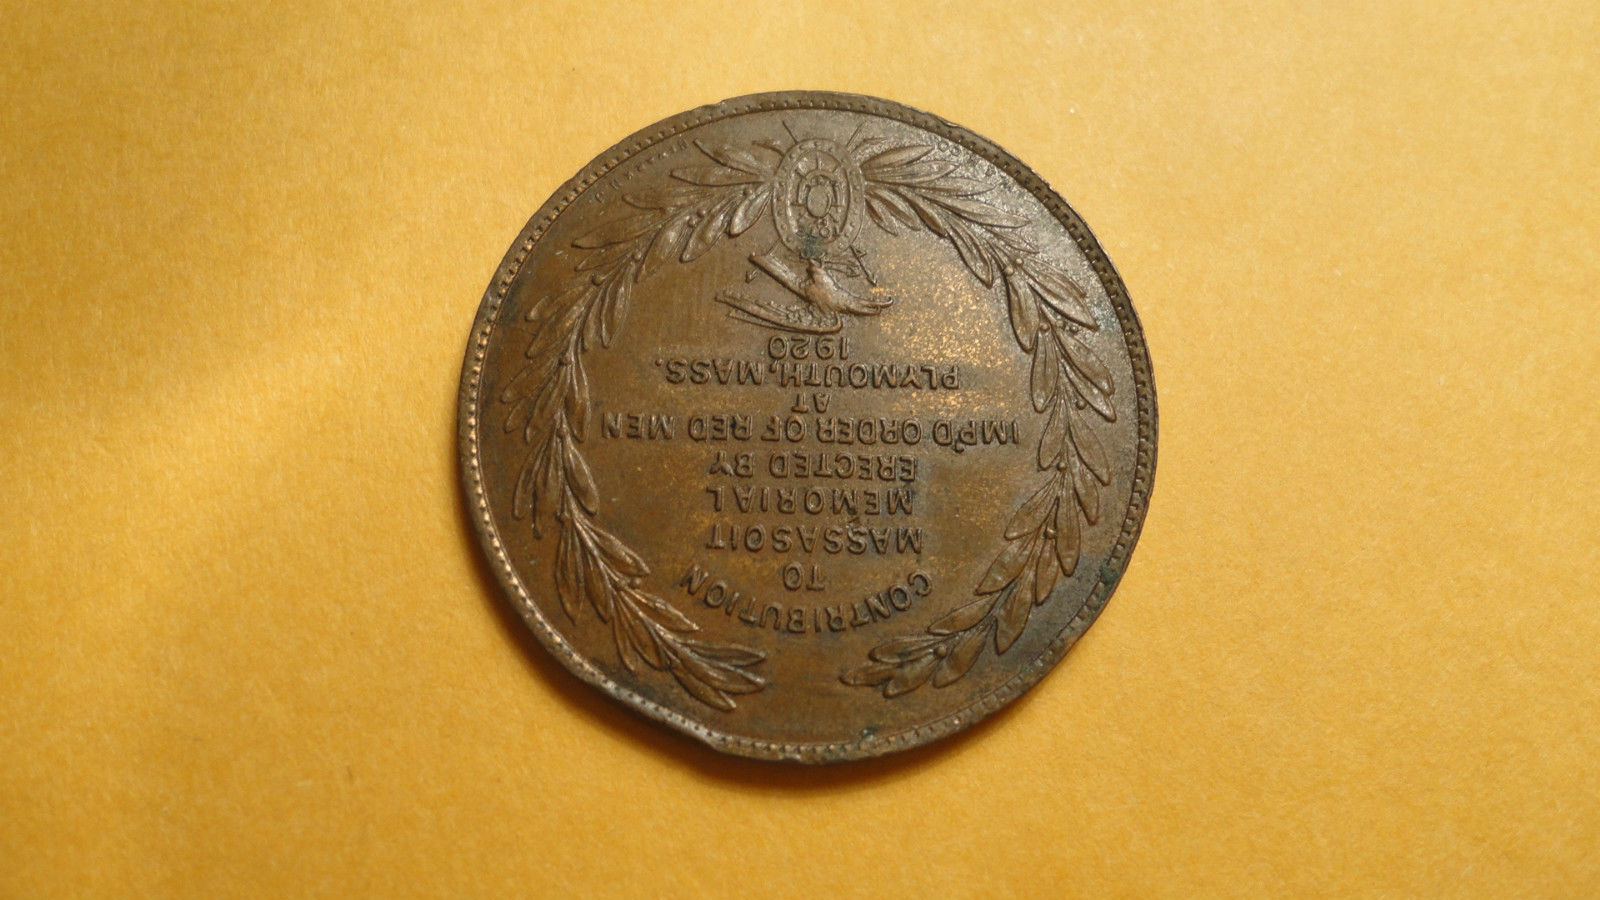 CONTRIBUTION
TO
MASSASOIT
MEMORIAL
ERECTED BY
IMP'D ORDER OF RED MEN
AT
PLYMOUTH, MASS.
1920